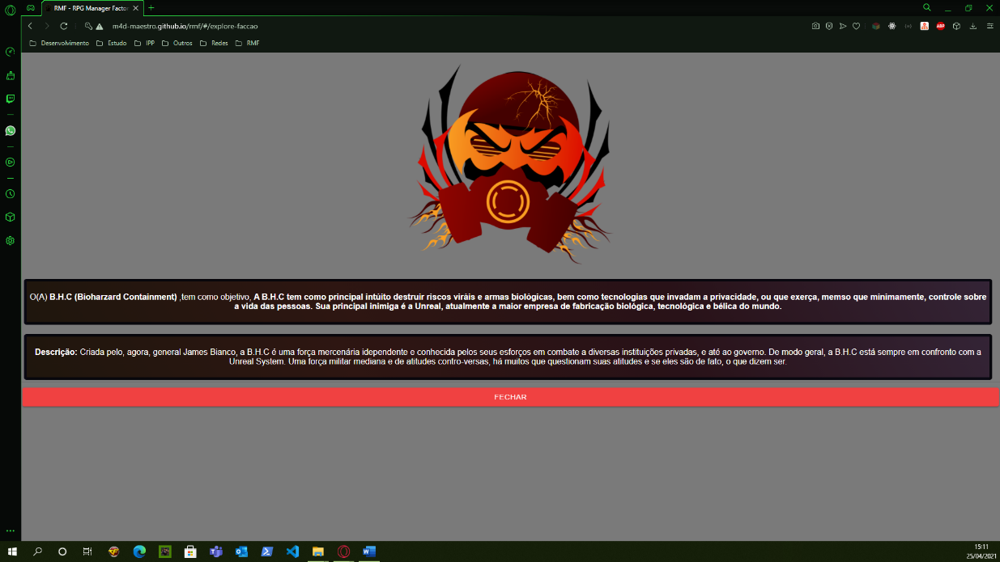 RMF - RPG Manager Factor
m4d-maestro.github.io/rmf/#/explore-faccao
Desenvolvimento Estudo IPP Outros Redes RMF
ABP
O(A) B.H.C (Bioharzard Containment) ,tem como objetivo, A B.H.C tem como principal intúito destruir riscos viráis e armas biológicas, bem como tecnologias que invadam a privacidade, ou que exerça, memso que minimamente, controle sobre
a vida das pessoas. Sua principal inimiga é a Unreal, atualmente a maior empresa de fabricação biológica, tecnológica e bélica do mundo.
Descrição: Criada pelo, agora, general James Bianco, a B.H.C é uma força mercenária idependente e conhecida pelos seus esforços em combate a diversas instituições privadas, e até ao governo. De modo geral, a B.H.C está sempre em confronto com a
Unreal System. Uma força militar mediana e de atitudes contro-versas, há muitos que questionam suas atitudes e se eles são de fato, o que dizem ser.
FECHAR
15:11
25/04/2021